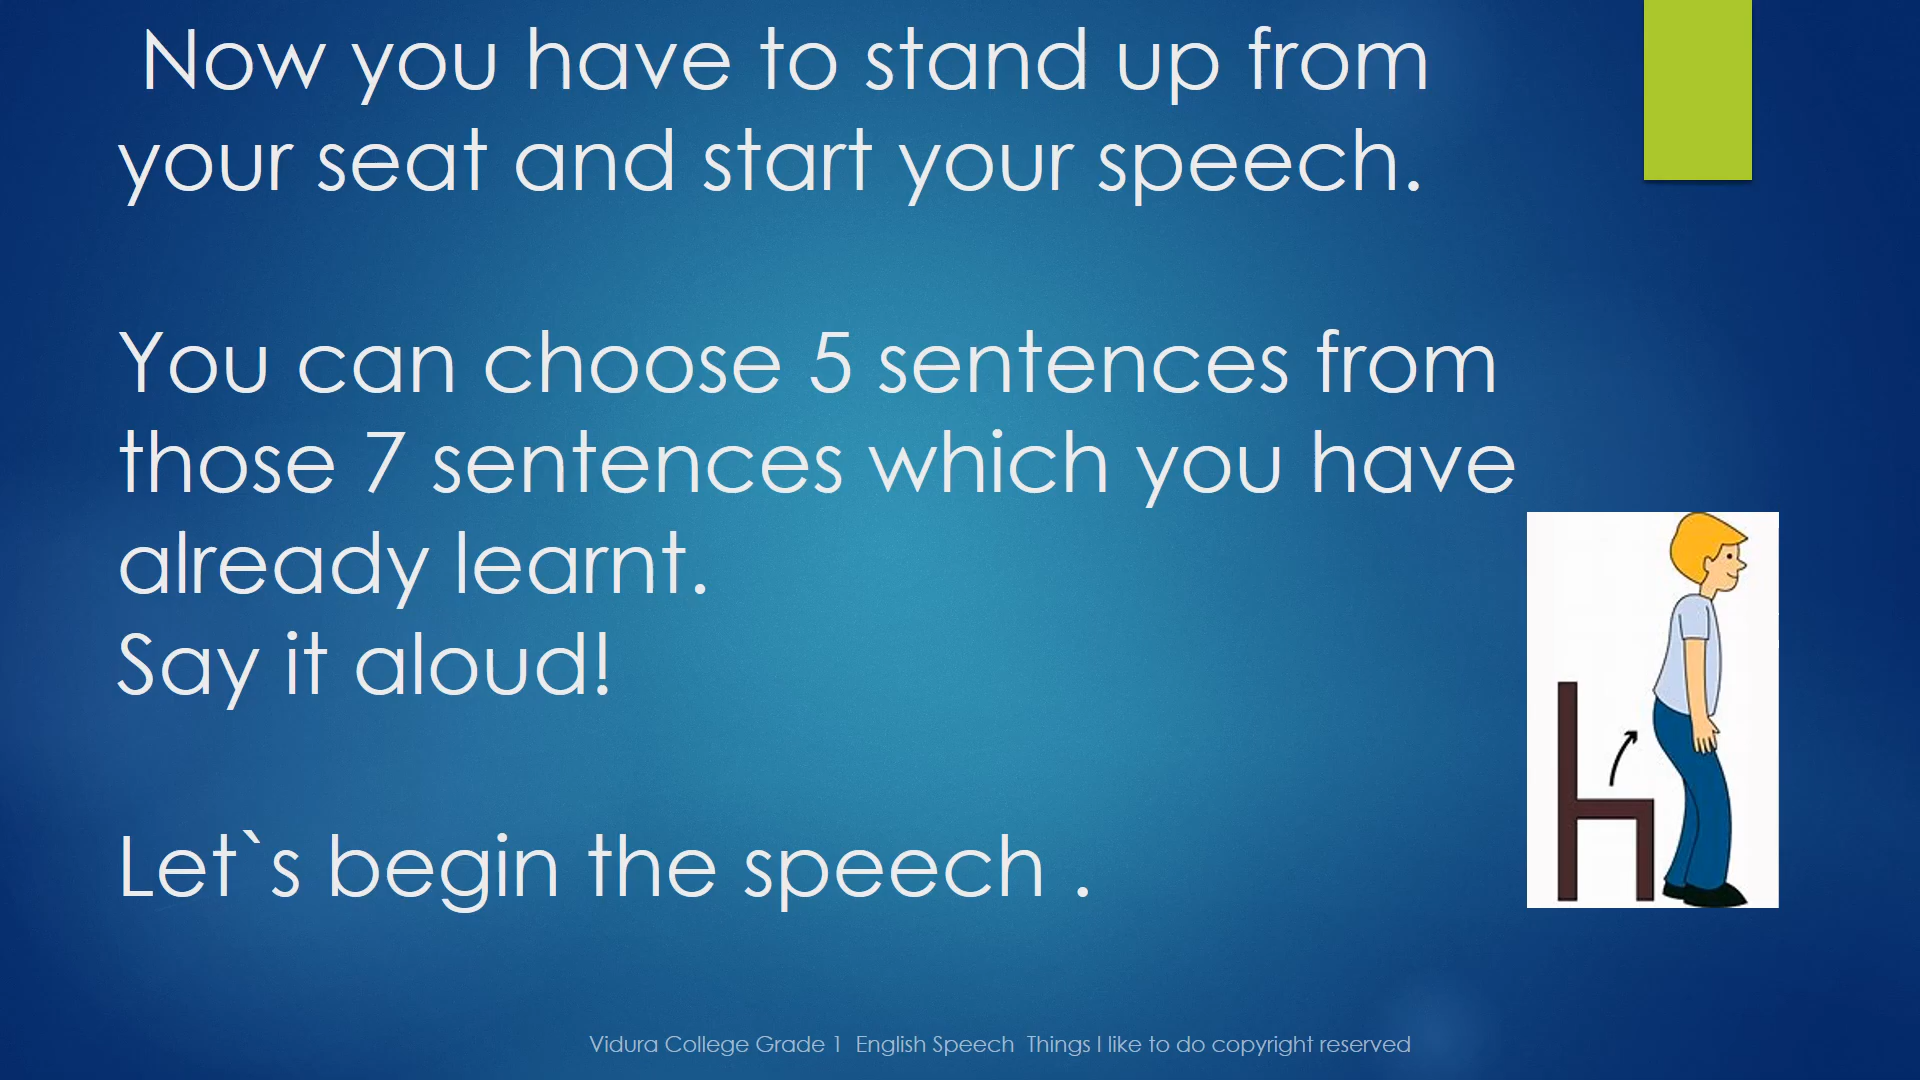 Now you have to stand up from
your seat and start your speech.
You can choose 5 sentences from
those 7 sentences which you have
already learnt.
Say it aloud!
Let`s begin the speech .
Vidura College Grade 1 English Speech Things I like to do copyright reserved